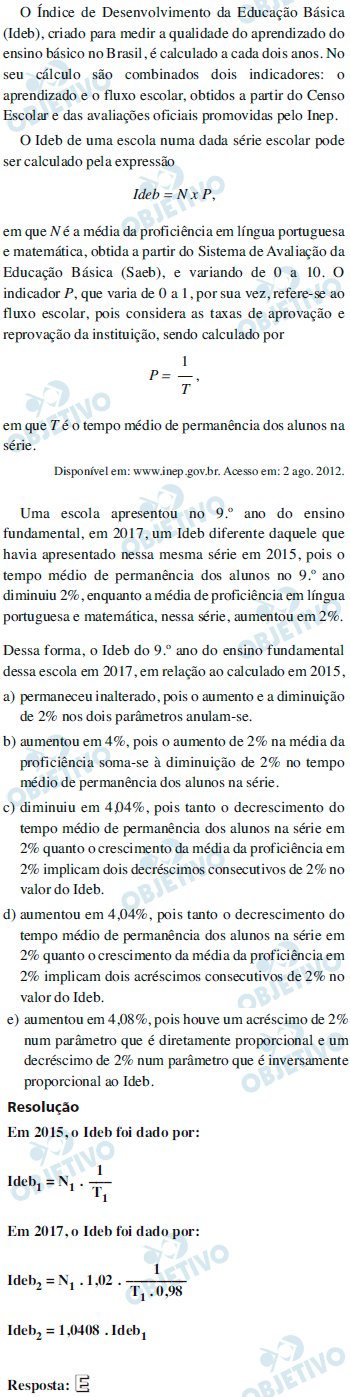 O Índice de Desenvolvimento da Educação Básica
(Ideb), criado para medir a qualidade do aprendizado do
ensino básico no Brasil, é calculado a cada dois anos. No
seu cálculo são combinados dois indicadores: o
aprendizado e o fluxo escolar, obtidos a partir do Censo
Escolar e das avaliações oficiais promovidas pelo Inep.
O Ideb de uma escola numa dada série escolar pode
ser calculado pela expressão
Ideb = N x P,
em que N é a média da proficiência em língua portuguesa
e matemática, obtida a partir do Sistema de Avaliação da
Educação Básica (Saeb), e variando de 0 a 10. O
indicador P, que varia de 0 a 1, por sua vez, refere-se ao
fluxo escolar, pois considera as taxas de aprovação e
reprovação da instituição, sendo calculado por
P = 1/T,
em que T é o tempo médio de permanência dos alunos na
série.
Disponível em: www.inep.gov.br. Acesso em: 2 ago. 2012.
Uma escola apresentou no 9.º ano do ensino
fundamental, em 2017, um Ideb diferente daquele que
havia apresentado nessa mesma série em 2015, pois o
tempo médio de permanência dos alunos no 9.º ano
diminuiu 2%, enquanto a média de proficiência em língua
portuguesa e matemática, nessa série, aumentou em 2%.
Dessa forma, o Ideb do 9.º ano do ensino fundamental
dessa escola em 2017, em relação ao calculado em 2015,
a) permaneceu inalterado, pois o aumento e a diminuição
de 2% nos dois parâmetros anulam-se.
b) aumentou em 4%, pois o aumento de 2% na média da
proficiência soma-se à diminuição de 2% no tempo
médio de permanência dos alunos na série.
c) diminuiu em 4,04%, pois tanto o decrescimento do
tempo médio de permanência dos alunos na série em
2% quanto o crescimento da média da proficiência em
2% implicam dois decréscimos consecutivos de 2% no
valor do Ideb.
d) aumentou em 4,04%, pois tanto o decrescimento do
tempo médio de permanência dos alunos na série em
2% quanto o crescimento da média da proficiência em
2% implicam dois acréscimos consecutivos de 2% no
valor do Ideb.
e) aumentou em 4,08%, pois houve um acréscimo de 2%
num parâmetro que é diretamente proporcional e um
decréscimo de 2% num parâmetro que é inversamente
proporcional ao Ideb.
Resolução
Em 2015, o Ideb foi dado por:
Ideb₁ = N₁ . 1/T₁
Em 2017, o Ideb foi dado por:
Ideb₂ = N₁ . 1,02 . 1/(T₁ . 0,98)
Ideb₂ = 1,0408 . Ideb₁
Resposta: E